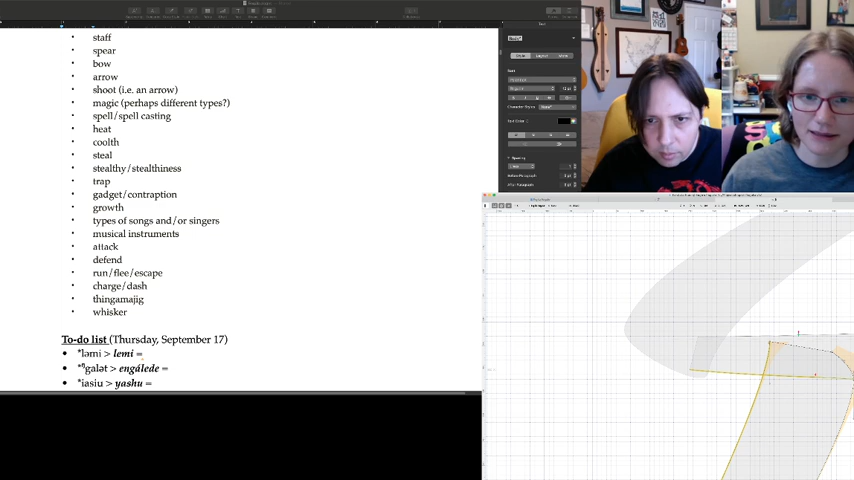 • staff
• spear
• bow
• arrow
• shoot (i.e. an arrow)
• magic (perhaps different types?)
• spell/spell casting
• heat
• coolth
• steal
• stealthy/stealthiness
• trap
• gadget/contraption
• growth
• types of songs and/or singers
• musical instruments
• attack
• defend
• run/flee/escape
• charge/dash
• thingamajig
• whisker
To-do list (Thursday, September 17)
• *ləmi > lemi =
• *ᵑgalət > engálede =
• *iasiu > yashu =